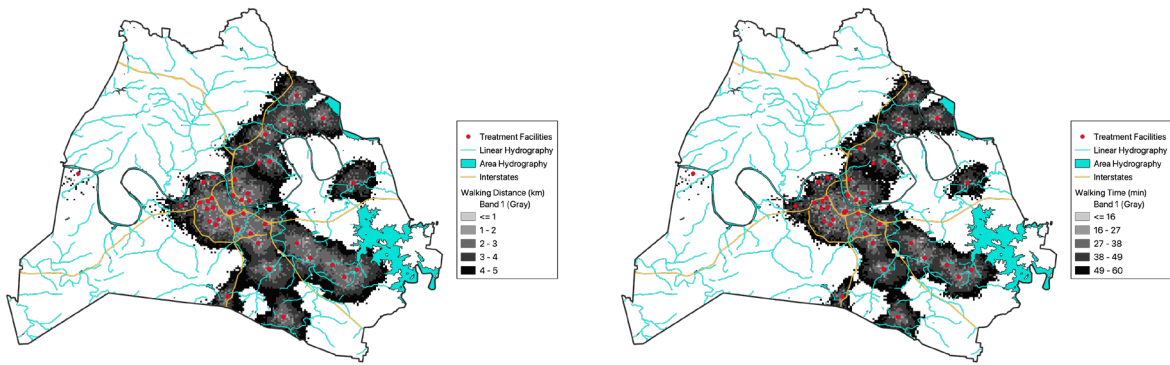 Treatment Facilities
Linear Hydrography
Area Hydrography
Interstates
Walking Distance (km)
Band 1 (Gray)
<= 1
1 - 2
2 - 3
3 - 4
4 - 5
Treatment Facilities
Linear Hydrography
Area Hydrography
Interstates
Walking Time (min)
Band 1 (Gray)
<= 16
16 - 27
27 - 38
38 - 49
49 - 60